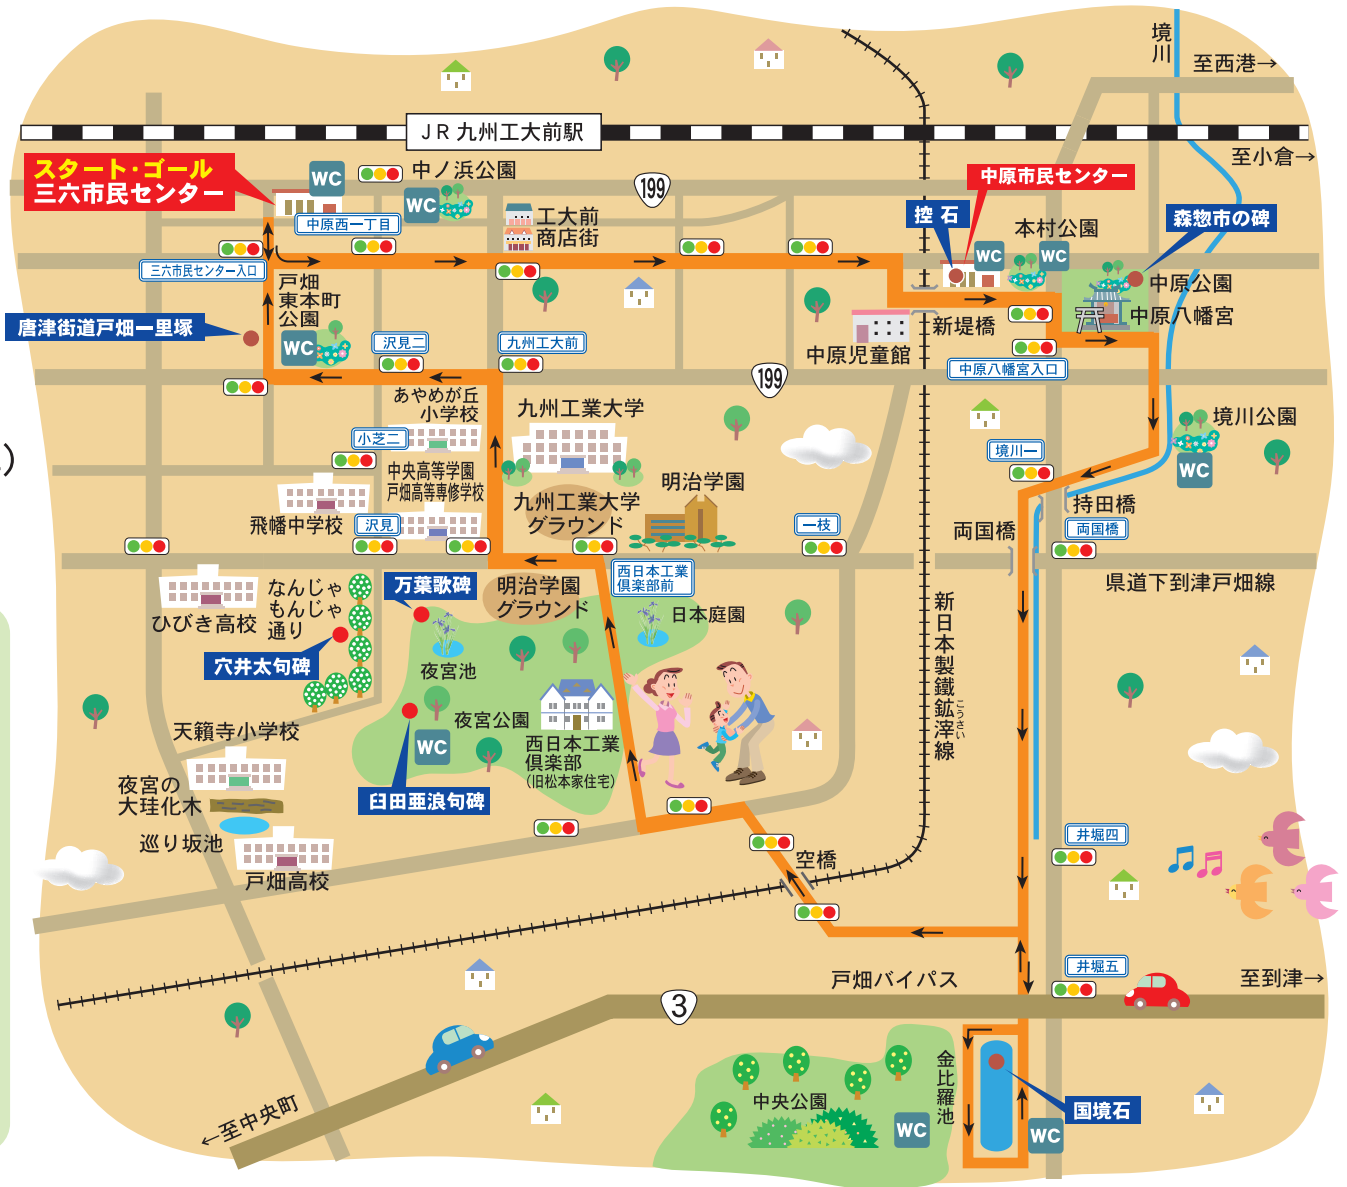 境川
至西港→
JR 九州工大前駅
至小倉→
スタート・ゴール
三六市民センター
WC
中ノ浜公園
WC
199
中原市民センター
控 石
本村公園
森惣市の碑
中原西一丁目
工大前
商店街
WC
WC
三六市民センター入口
戸畑
東本町
公園
中原公園
中原八幡宮
唐津街道戸畑一里塚
WC
沢見二
九州工大前
新堤橋
中原児童館
中原八幡宮入口
199
あやめが丘
小学校
九州工業大学
境川公園
小芝二
境川一
WC
中央高等学園
戸畑高等専修学校
明治学園
九州工業大学
グラウンド
持田橋
飛幡中学校
沢見
一枝
両国橋
両国橋
西日本工業
倶楽部前
県道下到津戸畑線
万葉歌碑
明治学園
グラウンド
なんじゃ
もんじゃ
通り
ひびき高校
日本庭園
新日本製鐵鉱滓線
こうさい
穴井太句碑
夜宮池
天籟寺小学校
夜宮公園
WC
西日本工業
倶楽部
(旧松本家住宅)
夜宮の
大珪化木
臼田亜浪句碑
巡り坂池
井堀四
空橋
戸畑高校
戸畑バイパス
井堀五
至到津→
3
金比羅池
中央公園
国境石
WC
WC
←至中央町
)